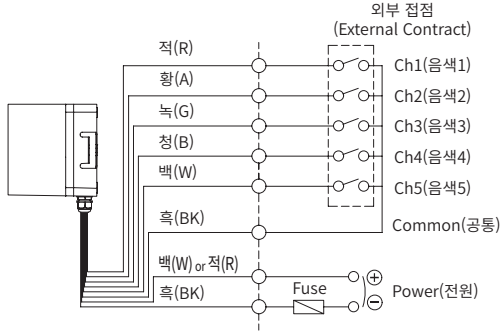 외부 접점
(External Contract)
적(R)
Ch1(음색1)
황(A)
Ch2(음색2)
녹(G)
Ch3(음색3)
청(B)
Ch4(음색4)
백(W)
Ch5(음색5)
흑(BK)
Common(공통)
백(W) or 적(R)
흑(BK)
Fuse
Power(전원)